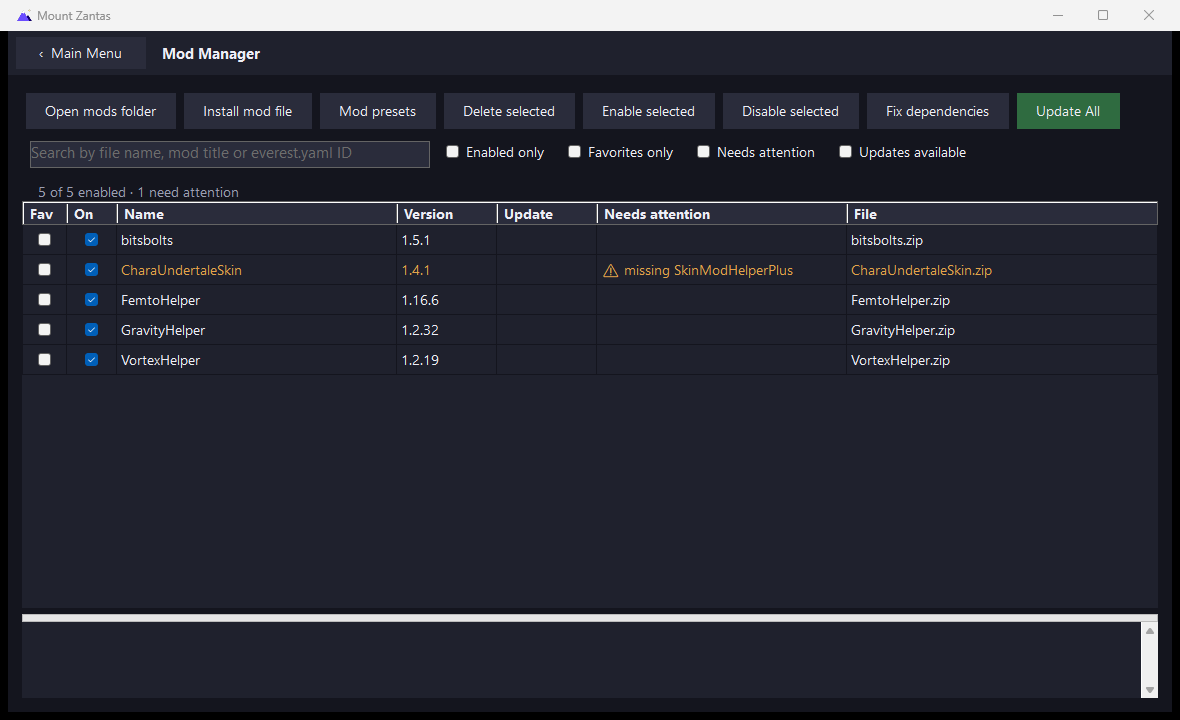 Mount Zantas
‹ Main Menu Mod Manager
Open mods folder Install mod file Mod presets Delete selected Enable selected Disable selected Fix dependencies Update All
Search by file name, mod title or everest.yaml ID Enabled only Favorites only Needs attention Updates available
5 of 5 enabled · 1 need attention
Fav On Name Version Update Needs attention File
bitsbolts 1.5.1 bitsbolts.zip
CharaUndertaleSkin 1.4.1 ⚠ missing SkinModHelperPlus CharaUndertaleSkin.zip
FemtoHelper 1.16.6 FemtoHelper.zip
GravityHelper 1.2.32 GravityHelper.zip
VortexHelper 1.2.19 VortexHelper.zip